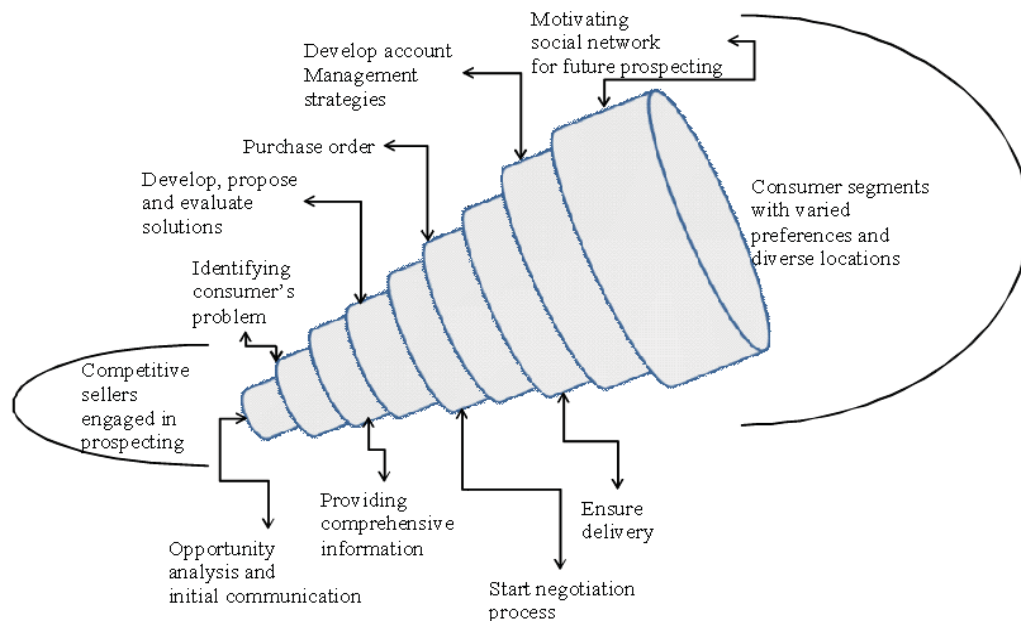 Motivating
social network
for future prospecting
Develop account
Management
strategies
Purchase order
Develop, propose
and evaluate
solutions
Consumer segments
with varied
preferences and
diverse locations
Identifying
consumer's
problem
Competitive
sellers
engaged in
prospecting
Providing
comprehensive
information
Ensure
delivery
Opportunity
analysis and
initial communication
Start negotiation
process